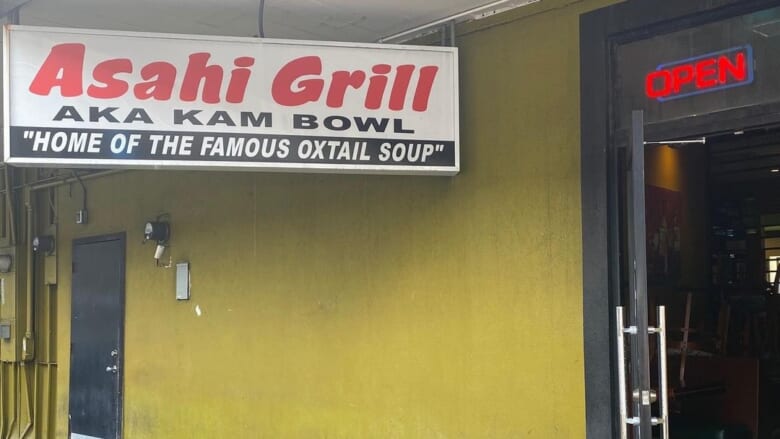 Asahi Grill
AKA KAM BOWL
"HOME OF THE FAMOUS OXTAIL SOUP"
OPEN